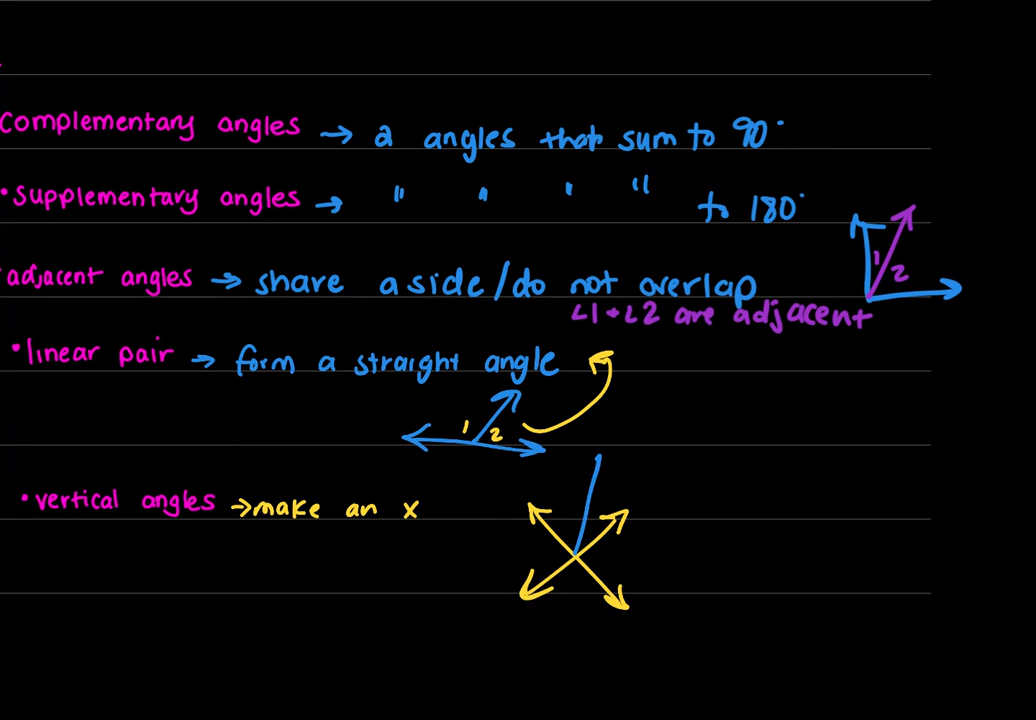 Complementary angles → 2 angles that sum to 90°
•Supplementary angles → " " " " to 180°
adjacent angles → share a side/do not overlap
∠1 + ∠2 are adjacent
1 2
•linear pair → form a straight angle
1 2
•vertical angles → make an x